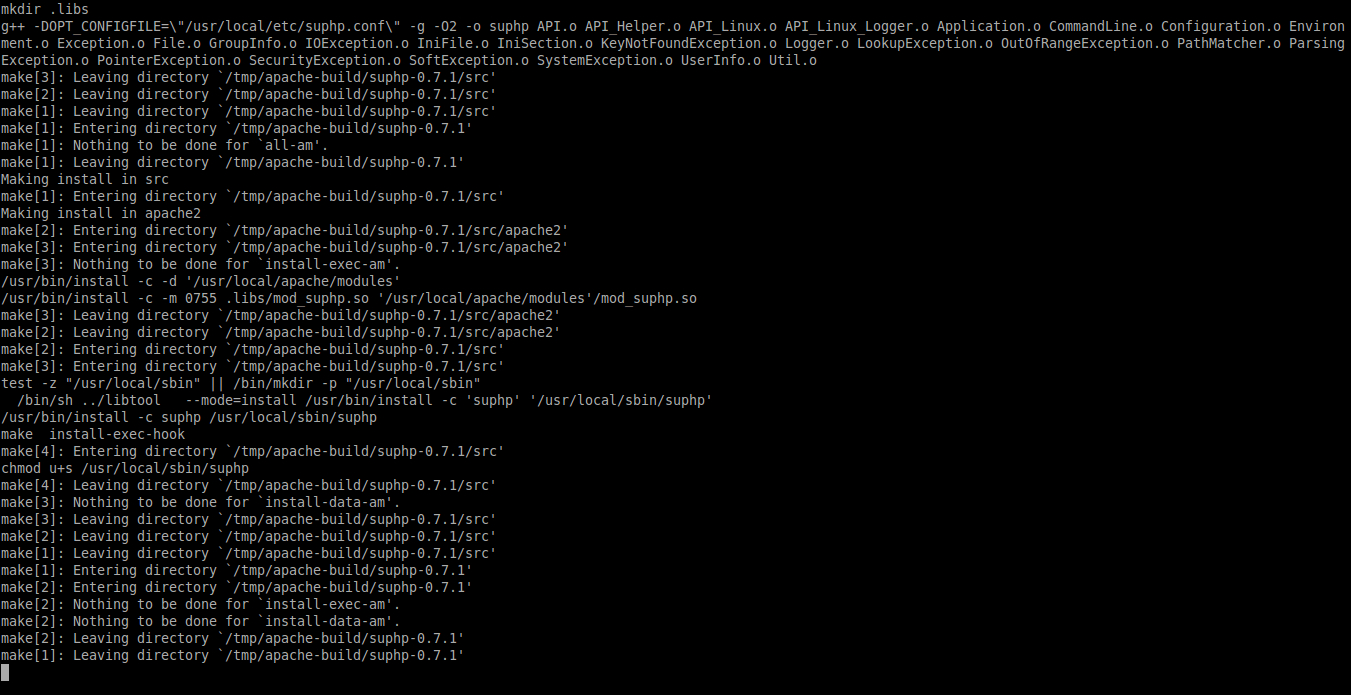 mkdir .libs
g++ -DOPT_CONFIGFILE=\"/usr/local/etc/suphp.conf\" -g -O2 -o suphp API.o API_Helper.o API_Linux.o API_Linux_Logger.o Application.o CommandLine.o Configuration.o Environ
ment.o Exception.o File.o GroupInfo.o IOException.o IniFile.o IniSection.o KeyNotFoundException.o Logger.o LookupException.o OutOfRangeException.o PathMatcher.o Parsing
Exception.o PointerException.o SecurityException.o SoftException.o SystemException.o UserInfo.o Util.o
make[3]: Leaving directory `/tmp/apache-build/suphp-0.7.1/src'
make[2]: Leaving directory `/tmp/apache-build/suphp-0.7.1/src'
make[1]: Leaving directory `/tmp/apache-build/suphp-0.7.1/src'
make[1]: Entering directory `/tmp/apache-build/suphp-0.7.1'
make[1]: Nothing to be done for `all-am'.
make[1]: Leaving directory `/tmp/apache-build/suphp-0.7.1'
Making install in src
make[1]: Entering directory `/tmp/apache-build/suphp-0.7.1/src'
Making install in apache2
make[2]: Entering directory `/tmp/apache-build/suphp-0.7.1/src/apache2'
make[3]: Entering directory `/tmp/apache-build/suphp-0.7.1/src/apache2'
make[3]: Nothing to be done for `install-exec-am'.
/usr/bin/install -c -d '/usr/local/apache/modules'
/usr/bin/install -c -m 0755 .libs/mod_suphp.so '/usr/local/apache/modules'/mod_suphp.so
make[3]: Leaving directory `/tmp/apache-build/suphp-0.7.1/src/apache2'
make[2]: Leaving directory `/tmp/apache-build/suphp-0.7.1/src/apache2'
make[2]: Entering directory `/tmp/apache-build/suphp-0.7.1/src'
make[3]: Entering directory `/tmp/apache-build/suphp-0.7.1/src'
test -z "/usr/local/sbin" || /bin/mkdir -p "/usr/local/sbin"
  /bin/sh ../libtool   --mode=install /usr/bin/install -c 'suphp' '/usr/local/sbin/suphp'
/usr/bin/install -c suphp /usr/local/sbin/suphp
make  install-exec-hook
make[4]: Entering directory `/tmp/apache-build/suphp-0.7.1/src'
chmod u+s /usr/local/sbin/suphp
make[4]: Leaving directory `/tmp/apache-build/suphp-0.7.1/src'
make[3]: Nothing to be done for `install-data-am'.
make[3]: Leaving directory `/tmp/apache-build/suphp-0.7.1/src'
make[2]: Leaving directory `/tmp/apache-build/suphp-0.7.1/src'
make[1]: Leaving directory `/tmp/apache-build/suphp-0.7.1/src'
make[1]: Entering directory `/tmp/apache-build/suphp-0.7.1'
make[2]: Entering directory `/tmp/apache-build/suphp-0.7.1'
make[2]: Nothing to be done for `install-exec-am'.
make[2]: Nothing to be done for `install-data-am'.
make[2]: Leaving directory `/tmp/apache-build/suphp-0.7.1'
make[1]: Leaving directory `/tmp/apache-build/suphp-0.7.1'